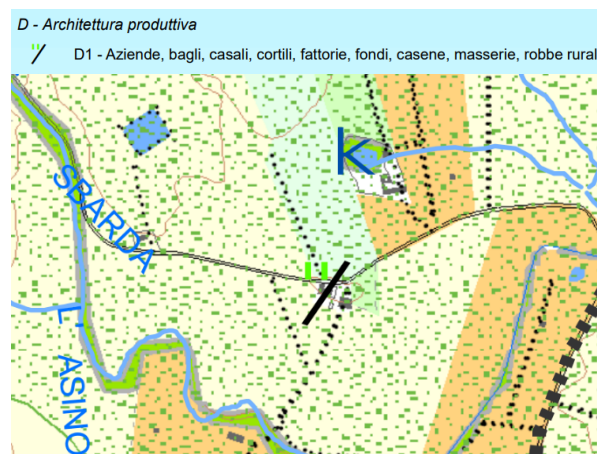 D - Architettura produttiva
D1 - Aziende, bagli, casali, cortili, fattorie, fondi, casene, masserie, robbe rural
K
SBARDA
L' ASINO